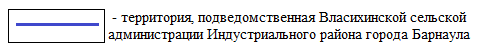 - территория, подведомственная Власихинской сельской
администрации Индустриального района города Барнаула